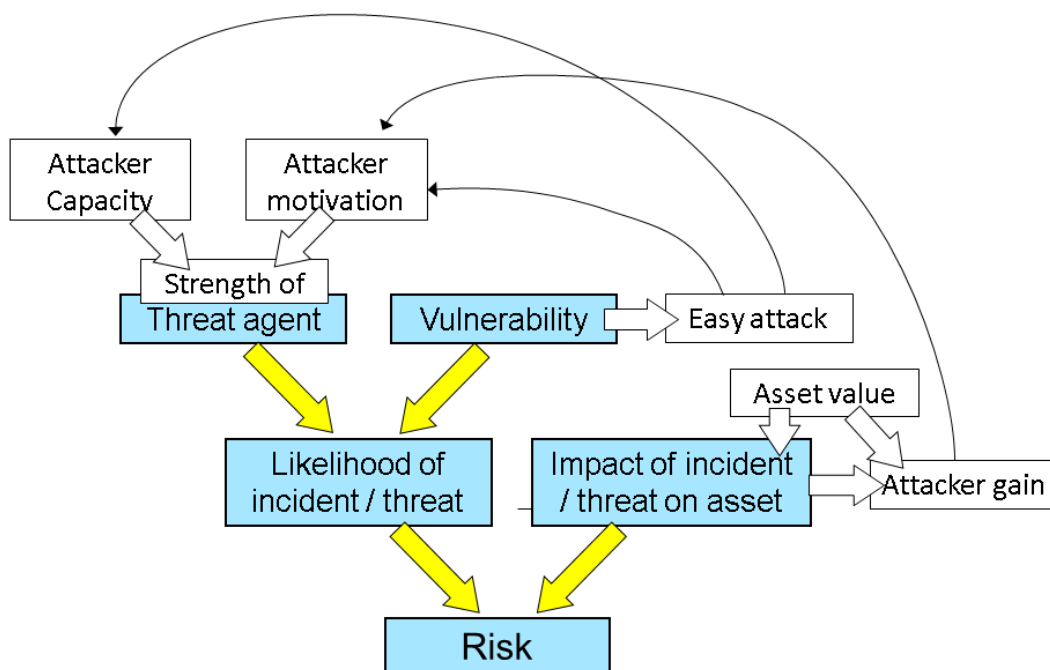 Attacker
Capacity
Attacker
motivation
Strength of
Threat agent
Vulnerability
Easy attack
Asset value
Likelihood of
incident / threat
Impact of incident
/ threat on asset
Attacker gain
Risk